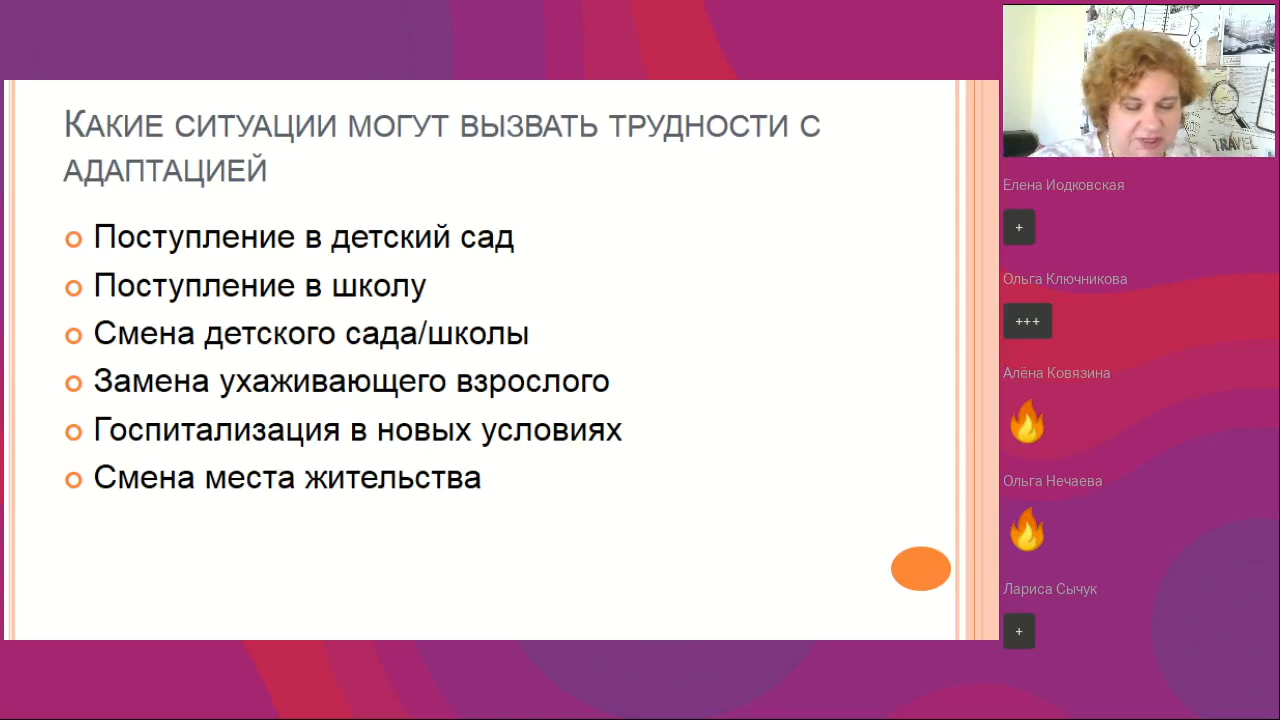 Какие ситуации могут вызвать трудности с
адаптацией
Поступление в детский сад
Поступление в школу
Смена детского сада/школы
Замена ухаживающего взрослого
Госпитализация в новых условиях
Смена места жительства
TRAVEL
Елена Иодковская
+
Ольга Ключникова
+++
Алёна Ковязина
Ольга Нечаева
Лариса Сычук
+